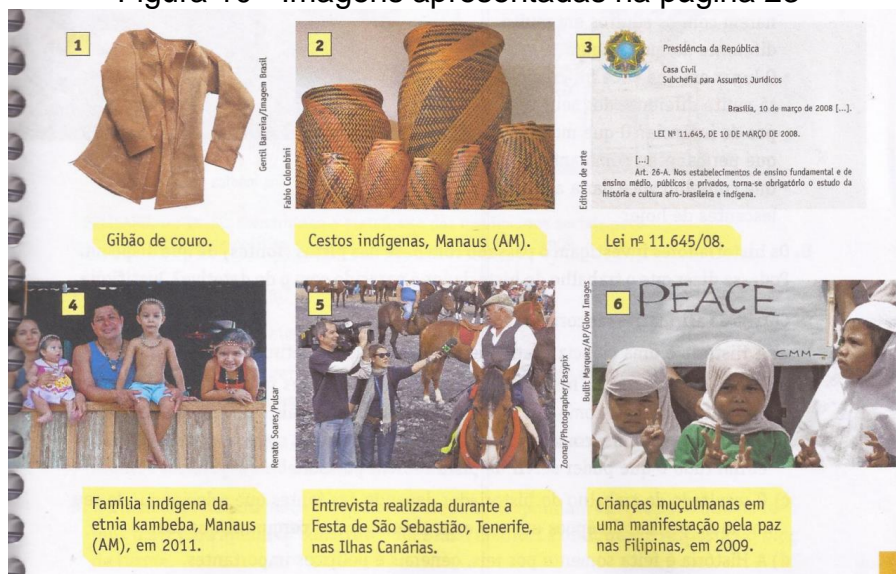 Figura - Imagens apresentadas na página
1
Gentil Barreira/Imagem Brasil
Gibão de couro.
2
Fabio Colombini
Cestos indígenas, Manaus (AM).
3
Presidência da República
Casa Civil
Subchefia para Assuntos Jurídicos
Brasília, 10 de março de 2008 [...].
LEI Nº 11.645, DE 10 DE MARÇO DE 2008.
[...]
Art. 26-A. Nos estabelecimentos de ensino fundamental e de
ensino médio, públicos e privados, torna-se obrigatório o estudo da
história e cultura afro-brasileira e indígena.
Editoria de arte
Lei nº 11.645/08.
4
Renato Soares/Pulsar
Família indígena da
etnia kambeba, Manaus
(AM), em 2011.
5
Zoonar/Photographer/Easypix
Entrevista realizada durante a
Festa de São Sebastião, Tenerife,
nas Ilhas Canárias.
6
PEACE
CMM
Bullit Marquez/AP/Glow Images
Crianças muçulmanas em
uma manifestação pela paz
nas Filipinas, em 2009.